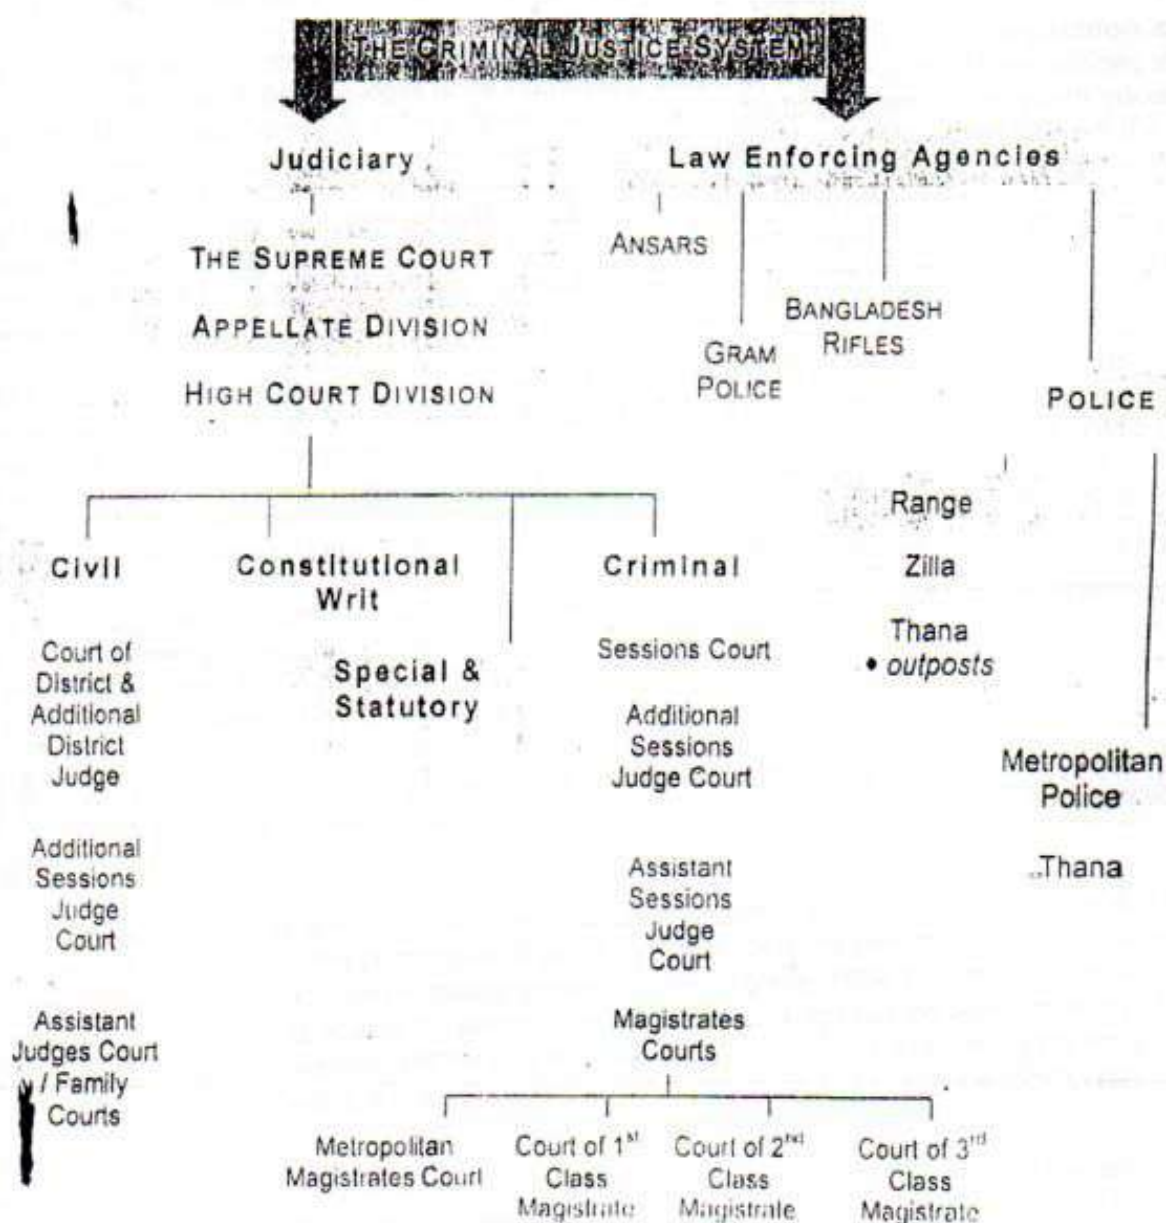 THE CRIMINAL JUSTICE SYSTEM
Judiciary
THE SUPREME COURT
APPELLATE DIVISION
HIGH COURT DIVISION
Civil
Court of
District &
Additional
District
Judge
Additional
Sessions
Judge
Court
Assistant
Judges Court
/ Family
Courts
Constitutional
Writ
Special &
Statutory
Criminal
Sessions Court
Additional
Sessions
Judge Court
Assistant
Sessions
Judge
Court
Magistrates
Courts
Metropolitan
Magistrates Court
Court of 1st
Class
Magistrate
Court of 2nd
Class
Magistrate
Court of 3rd
Class
Magistrate
Law Enforcing Agencies
ANSARS
GRAM
POLICE
BANGLADESH
RIFLES
POLICE
Range
Zilla
Thana
• outposts
Metropolitan
Police
Thana